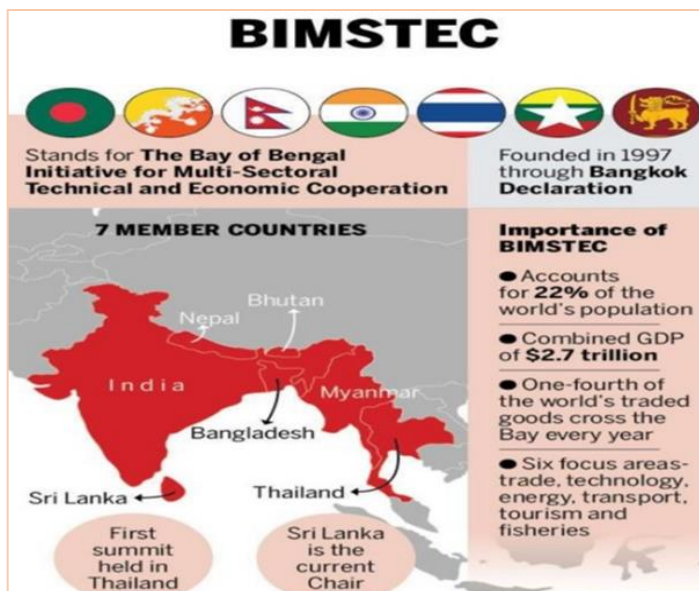 BIMSTEC
Stands for The Bay of Bengal
Initiative for Multi-Sectoral
Technical and Economic Cooperation
Founded in 1997
through Bangkok
Declaration
7 MEMBER COUNTRIES
Nepal
Bhutan
India
Myanmar
Bangladesh
Sri Lanka
Thailand
First
summit
held in
Thailand
Sri Lanka
is the
current
Chair
Importance of
BIMSTEC
● Accounts
for 22% of the
world's population
● Combined GDP
of $2.7 trillion
● One-fourth of
the world's traded
goods cross the
Bay every year
● Six focus areas-
trade, technology,
energy, transport,
tourism and
fisheries